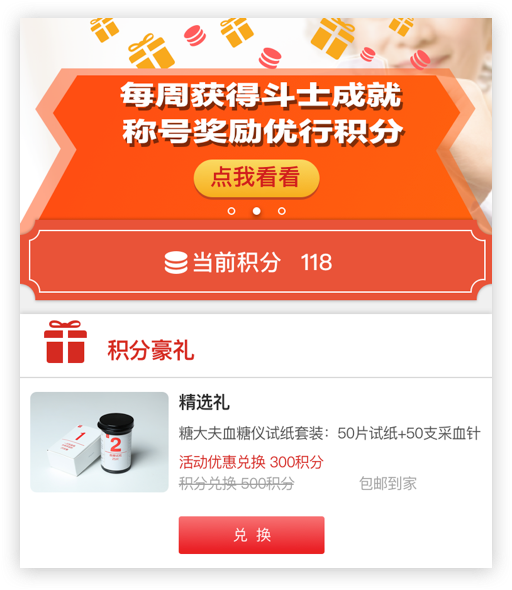 每周获得斗士成就
称号奖励优行积分
点我看看
当前积分 118
积分豪礼
精选礼
糖大夫血糖仪试纸套装：50片试纸+50支采血针
活动优惠兑换 300积分
积分兑换 500积分 包邮到家
1
2
兑 换